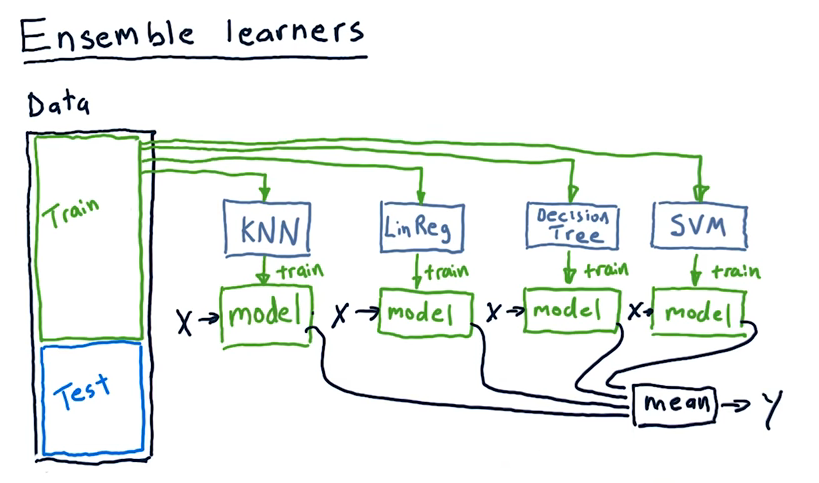 Ensemble learners
Data
Train
Test
KNN
LinReg
Decision
Tree
SVM
train
train
train
train
X
model
X
model
X
model
X
model
mean
Y